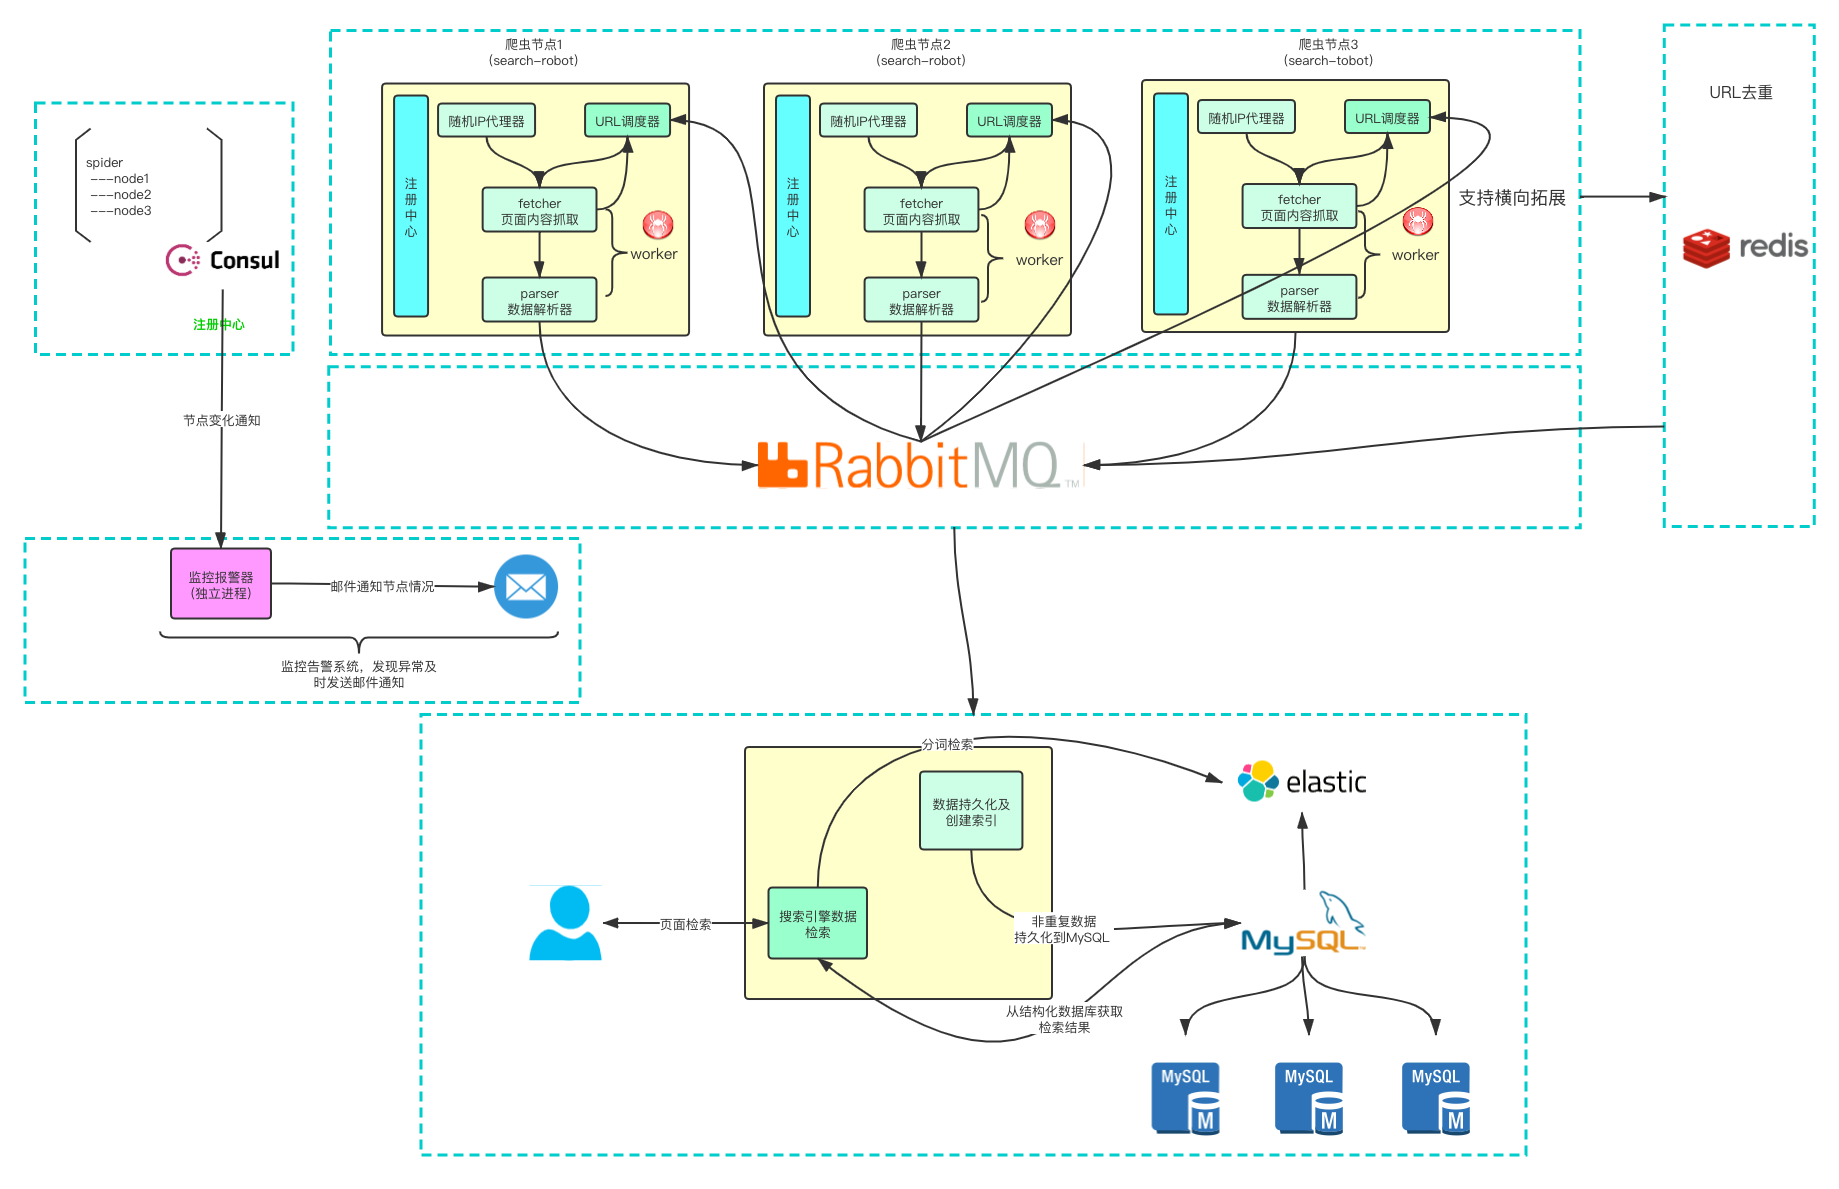 爬虫节点1
(search-robot)
爬虫节点2
(search-robot)
爬虫节点3
(search-tobot)
注册中心
随机IP代理器
URL调度器
fetcher
页面内容抓取
worker
parser
数据解析器
注册中心
随机IP代理器
URL调度器
fetcher
页面内容抓取
worker
parser
数据解析器
注册中心
随机IP代理器
URL调度器
fetcher
页面内容抓取
worker
parser
数据解析器
支持横向拓展
URL去重
redis
spider
---node1
---node2
---node3
Consul
注册中心
节点变化通知
RabbitMQ™
监控报警器
(独立进程)
邮件通知节点情况
监控告警系统，发现异常及
时发送邮件通知
分词检索
elastic
数据持久化及
创建索引
页面检索
搜索引擎数据
检索
非重复数据
持久化到MySQL
MySQL
从结构化数据库获取
检索结果
MySQL
M
MySQL
M
MySQL
M